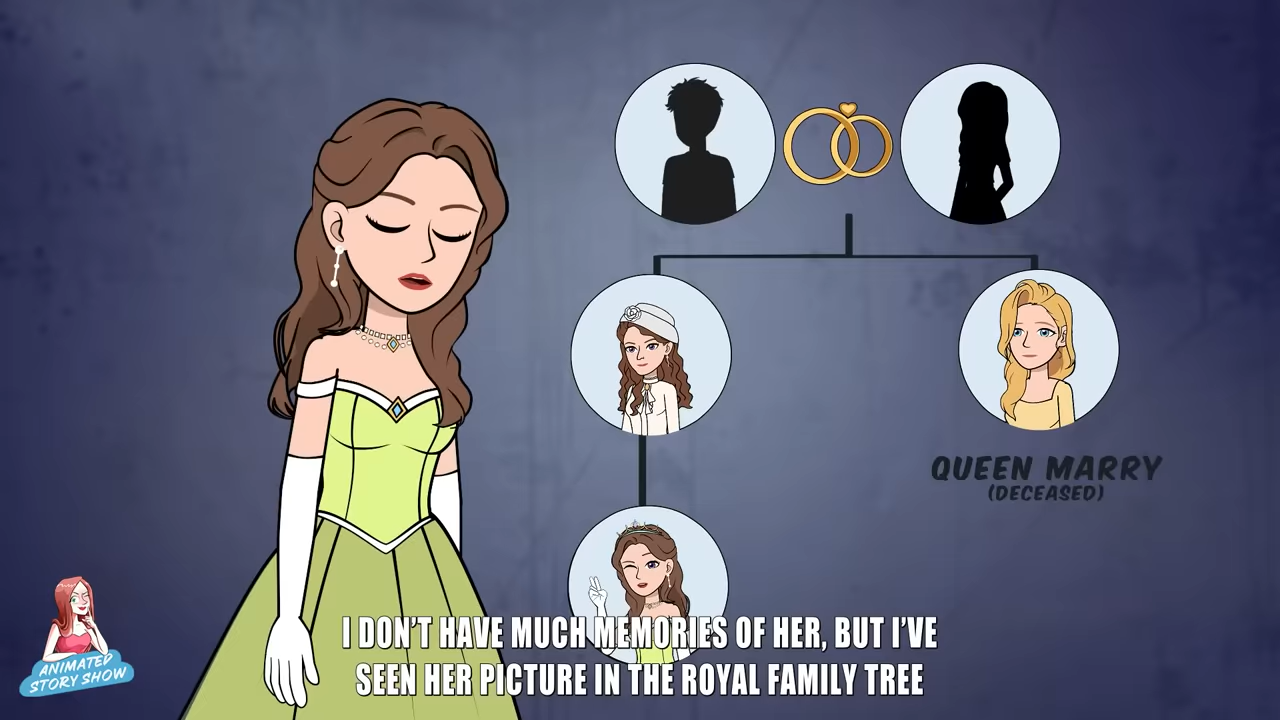 QUEEN MARRY
(DECEASED)
I DON'T HAVE MUCH MEMORIES OF HER, BUT I'VE
SEEN HER PICTURE IN THE ROYAL FAMILY TREE
ANIMATED
STORY SHOW